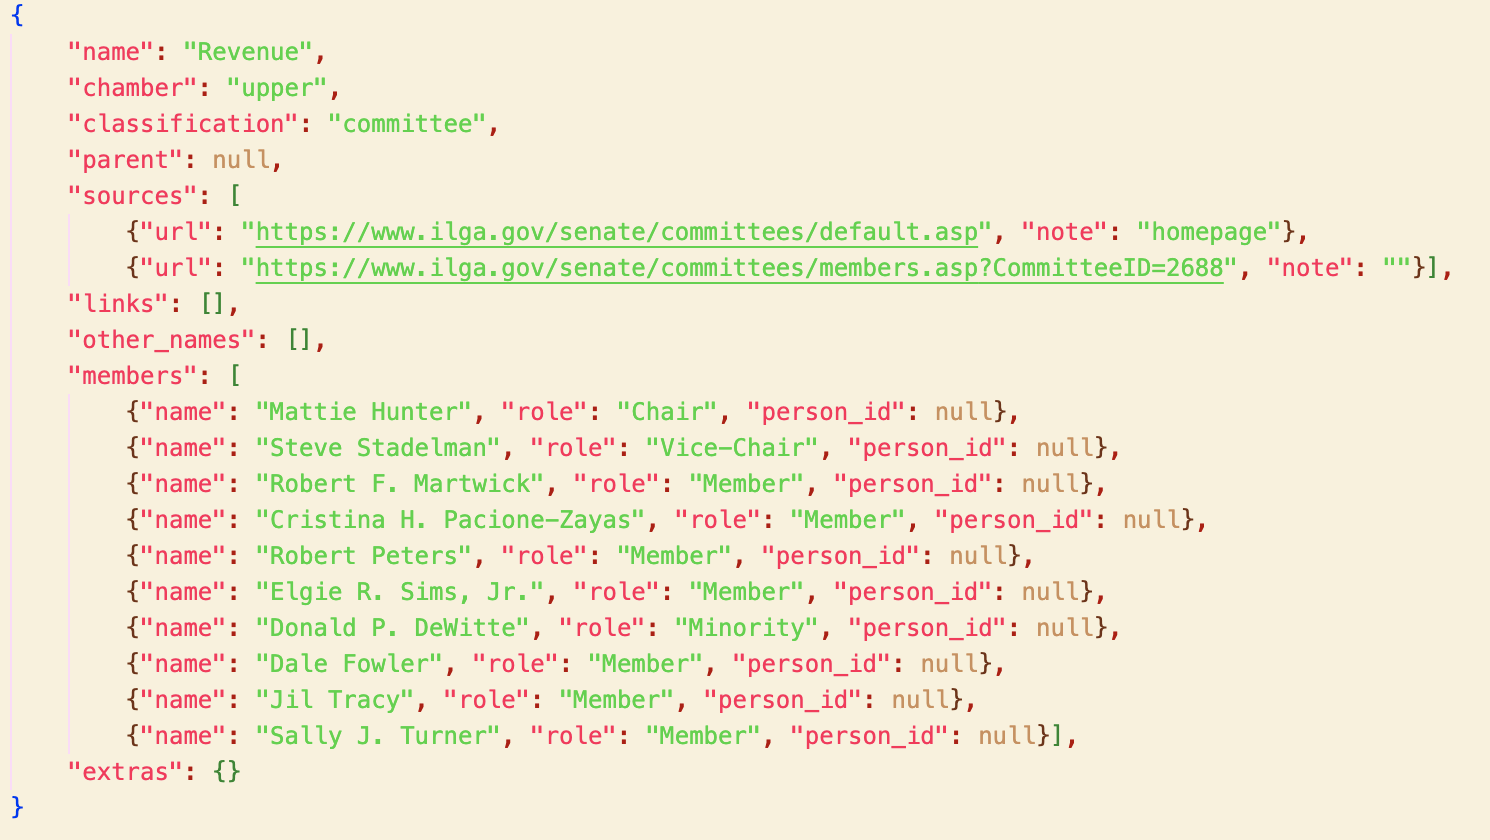 {
    "name": "Revenue",
    "chamber": "upper",
    "classification": "committee",
    "parent": null,
    "sources": [
        {"url": "https://www.ilga.gov/senate/committees/default.asp", "note": "homepage"},
        {"url": "https://www.ilga.gov/senate/committees/members.asp?CommitteeID=2688", "note": ""}],
    "links": [],
    "other_names": [],
    "members": [
        {"name": "Mattie Hunter", "role": "Chair", "person_id": null},
        {"name": "Steve Stadelman", "role": "Vice-Chair", "person_id": null},
        {"name": "Robert F. Martwick", "role": "Member", "person_id": null},
        {"name": "Cristina H. Pacione-Zayas", "role": "Member", "person_id": null},
        {"name": "Robert Peters", "role": "Member", "person_id": null},
        {"name": "Elgie R. Sims, Jr.", "role": "Member", "person_id": null},
        {"name": "Donald P. DeWitte", "role": "Minority", "person_id": null},
        {"name": "Dale Fowler", "role": "Member", "person_id": null},
        {"name": "Jil Tracy", "role": "Member", "person_id": null},
        {"name": "Sally J. Turner", "role": "Member", "person_id": null}],
    "extras": {}
}